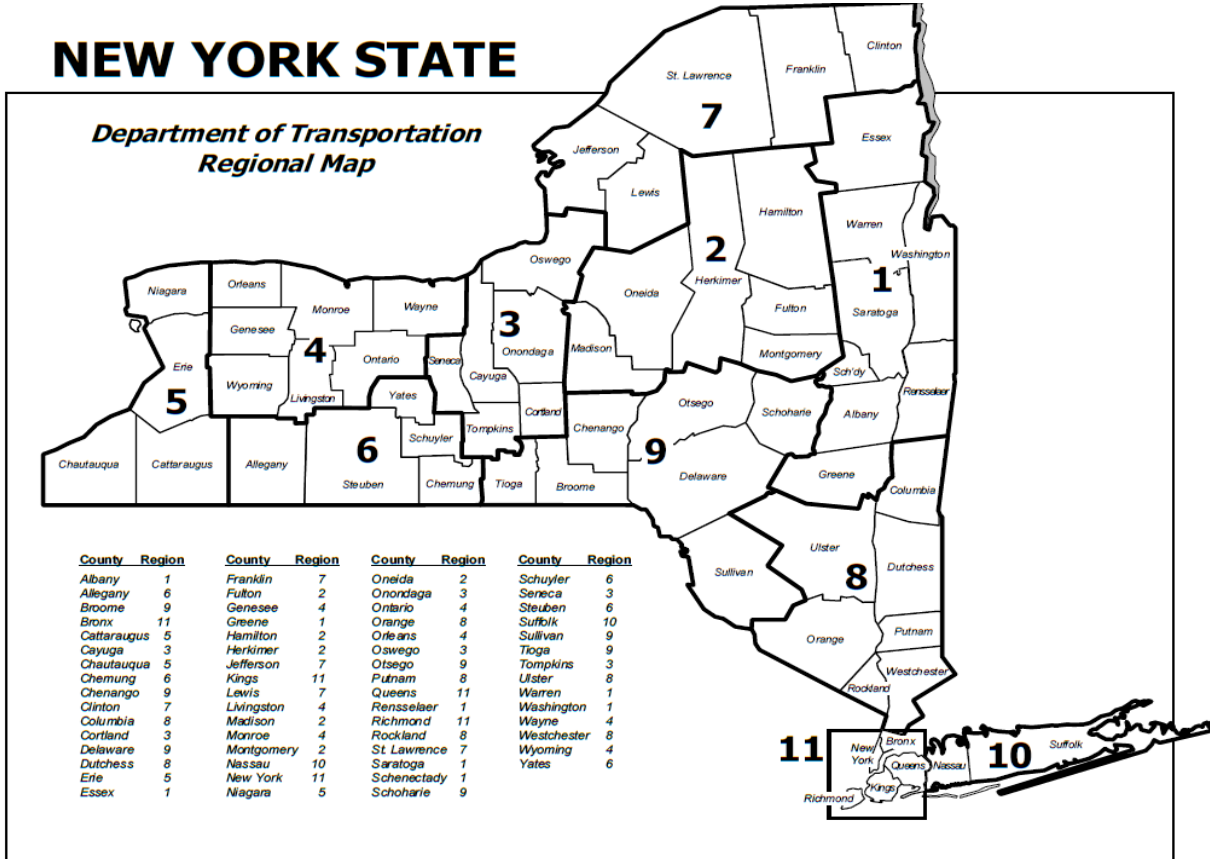 NEW YORK STATE
Department of Transportation
Regional Map
Clinton
Franklin
St. Lawrence
7
Essex
Jefferson
Lewis
Hamilton
Warren
2
Washington
Oswego
Herkimer
1
Niagara
Orleans
Oneida
Monroe
Wayne
Fulton
Saratoga
Genesee
3
Madison
Onondaga
4
Ontario
Seneca
Montgomery
Erie
Cayuga
Sch'dy
Wyoming
Rensselaer
Livingston
Yates
5
Otsego
Schoharie
Cortland
Albany
Tompkins
Chenango
Schuyler
6
9
Chautauqua
Cattaraugus
Allegany
Delaware
Greene
Steuben
Chemung
Tioga
Broome
Columbia
Ulster
Sullivan
8
Dutchess
Orange
Putnam
Westchester
Rockland
11
New York
Bronx
Queens
Nassau
10
Suffolk
Kings
Richmond
County Region County Region County Region County Region
Albany 1 Franklin 7 Oneida 2 Schuyler 6
Allegany 6 Fulton 2 Onondaga 3 Seneca 3
Broome 9 Genesee 4 Ontario 4 Steuben 6
Bronx 11 Greene 1 Orange 8 Suffolk 10
Cattaraugus 5 Hamilton 2 Orleans 4 Sullivan 9
Cayuga 3 Herkimer 2 Oswego 3 Tioga 9
Chautauqua 5 Jefferson 7 Otsego 9 Tompkins 3
Chemung 6 Kings 11 Putnam 8 Ulster 8
Chenango 9 Lewis 7 Queens 11 Warren 1
Clinton 7 Livingston 4 Rensselaer 1 Washington 1
Columbia 8 Madison 2 Richmond 11 Wayne 4
Cortland 3 Monroe 4 Rockland 8 Westchester 8
Delaware 9 Montgomery 2 St. Lawrence 7 Wyoming 4
Dutchess 8 Nassau 10 Saratoga 1 Yates 6
Erie 5 New York 11 Schenectady 1
Essex 1 Niagara 5 Schoharie 9